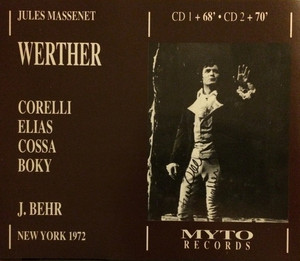 JULES MASSENET
WERTHER
CORELLI
ELIAS
COSSA
BOKY
J. BEHR
NEW YORK 1972
CD 1 + 68' • CD 2 + 70'
MYTO
RECORDS